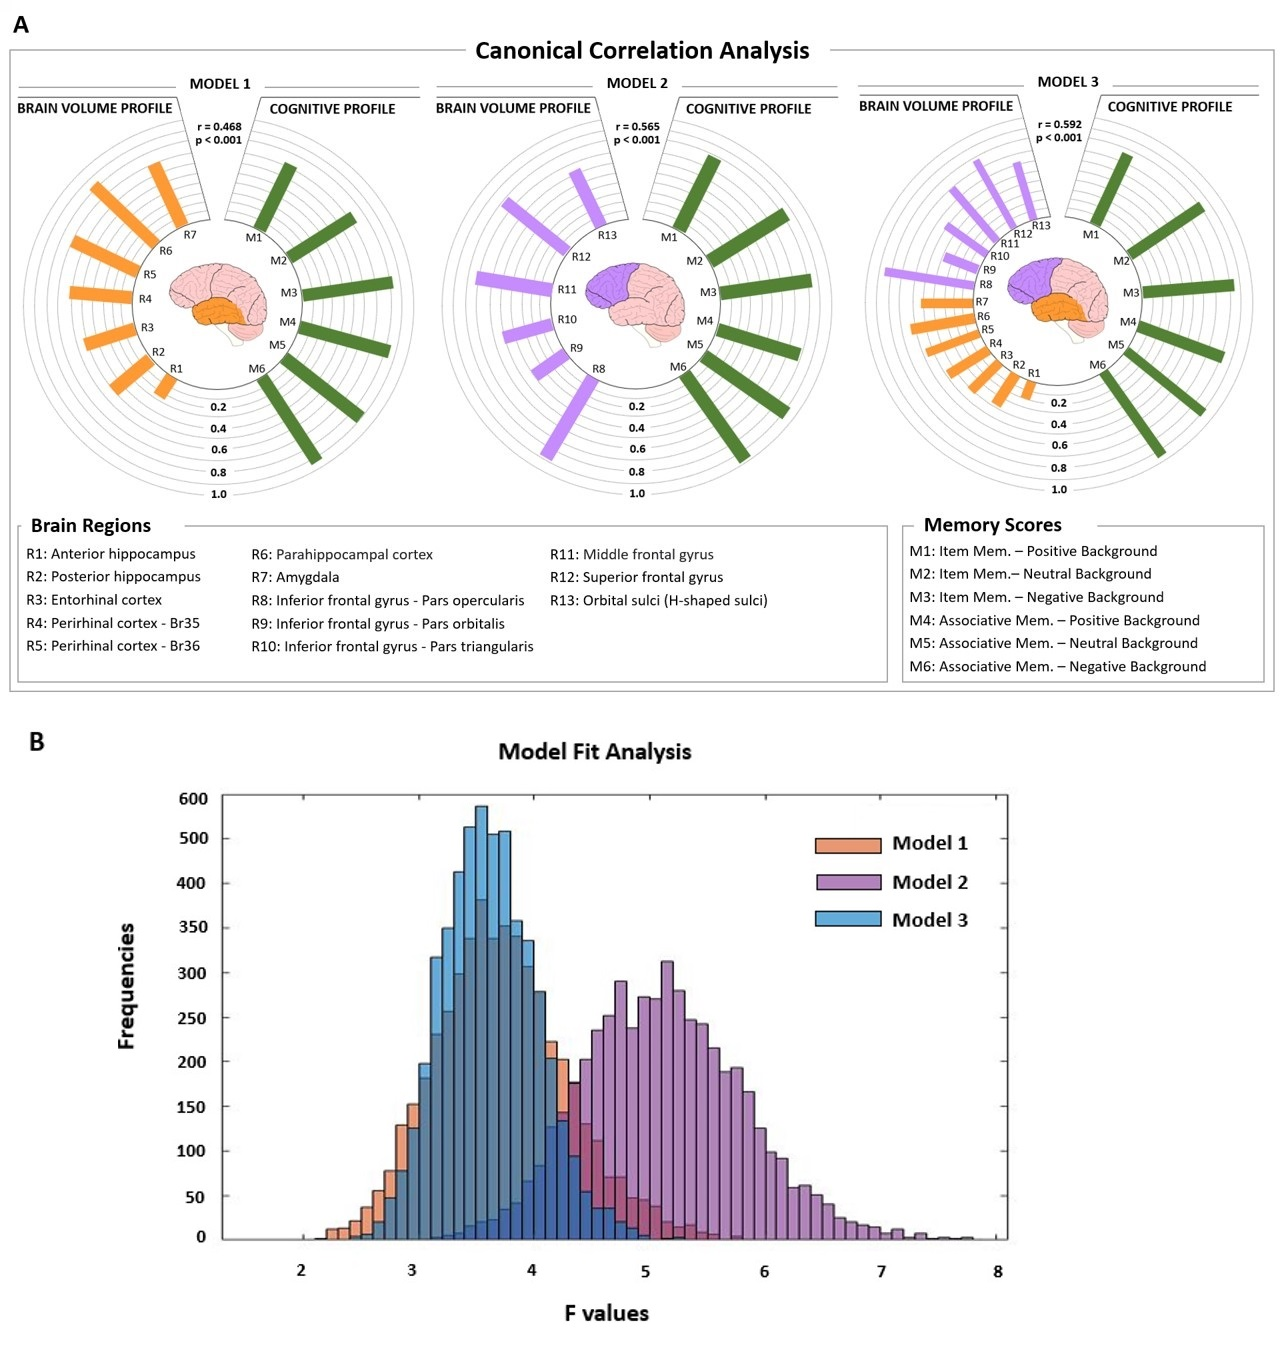 A
Canonical Correlation Analysis
MODEL 1
BRAIN VOLUME PROFILE
COGNITIVE PROFILE
r = 0.468
p < 0.001
R7
R6
R5
R4
R3
R2
R1
M1
M2
M3
M4
M5
M6
0.2
0.4
0.6
0.8
1.0
MODEL 2
BRAIN VOLUME PROFILE
COGNITIVE PROFILE
r = 0.565
p < 0.001
R13
R12
R11
R10
R9
R8
M1
M2
M3
M4
M5
M6
0.2
0.4
0.6
0.8
1.0
MODEL 3
BRAIN VOLUME PROFILE
COGNITIVE PROFILE
r = 0.592
p < 0.001
R13
R12
R11
R10
R9
R8
R7
R6
R5
R4
R3
R2
R1
M1
M2
M3
M4
M5
M6
0.2
0.4
0.6
0.8
1.0
Brain Regions
R1: Anterior hippocampus
R2: Posterior hippocampus
R3: Entorhinal cortex
R4: Perirhinal cortex - Br35
R5: Perirhinal cortex - Br36
R6: Parahippocampal cortex
R7: Amygdala
R8: Inferior frontal gyrus - Pars opercularis
R9: Inferior frontal gyrus - Pars orbitalis
R10: Inferior frontal gyrus - Pars triangularis
R11: Middle frontal gyrus
R12: Superior frontal gyrus
R13: Orbital sulci (H-shaped sulci)
Memory Scores
M1: Item Mem. – Positive Background
M2: Item Mem.– Neutral Background
M3: Item Mem. – Negative Background
M4: Associative Mem. – Positive Background
M5: Associative Mem. – Neutral Background
M6: Associative Mem. – Negative Background
B
Model Fit Analysis
Frequencies
600
500
400
350
300
250
200
150
100
50
0
Model 1
Model 2
Model 3
2 3 4 5 6 7 8
F values